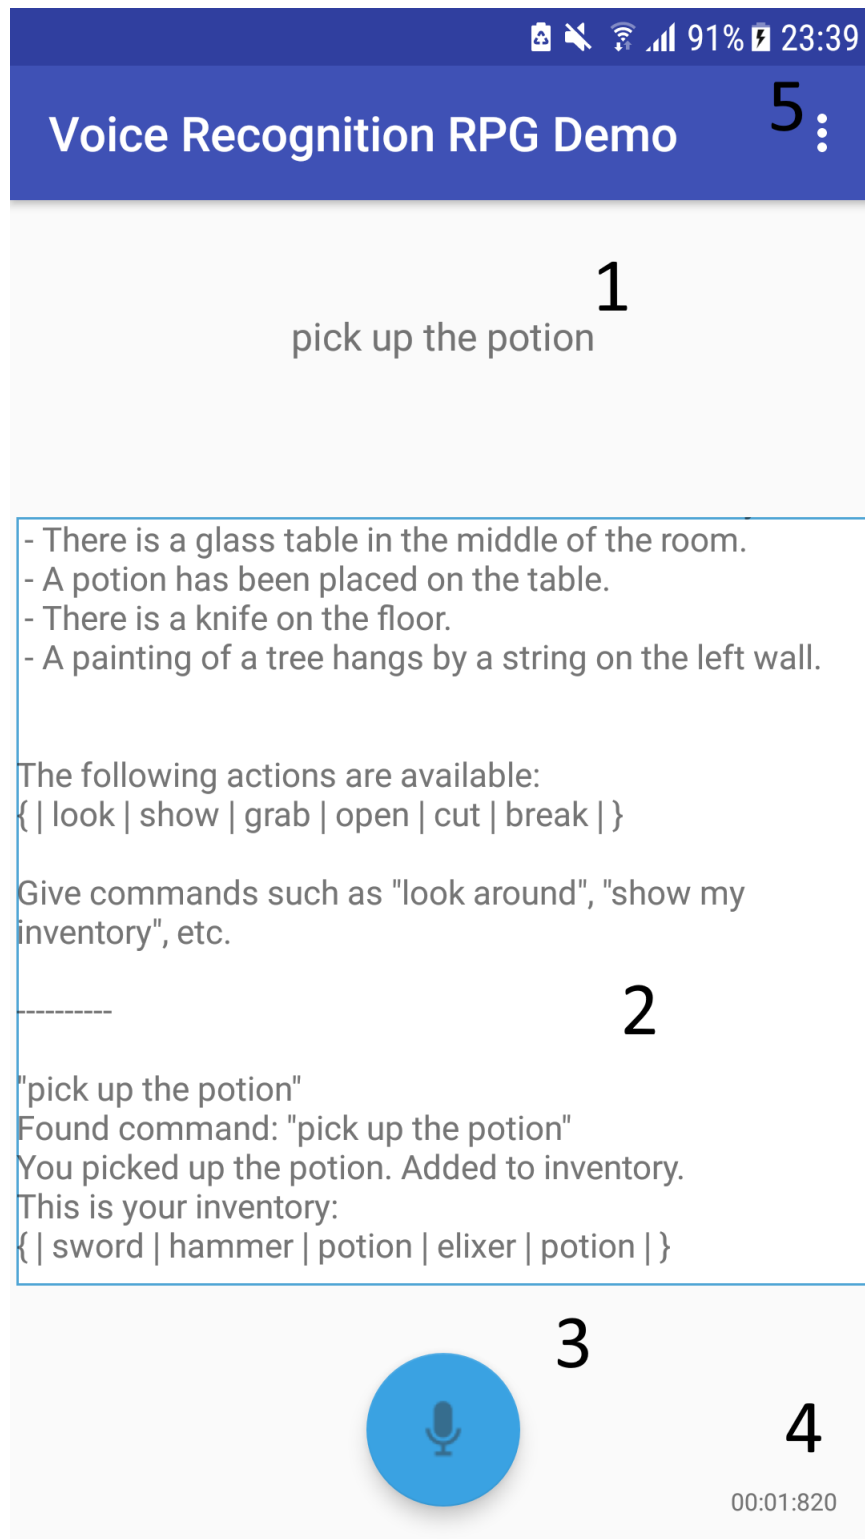 91% 23:39
5
Voice Recognition RPG Demo
1
pick up the potion
- There is a glass table in the middle of the room.
- A potion has been placed on the table.
- There is a knife on the floor.
- A painting of a tree hangs by a string on the left wall.
The following actions are available:
{ | look | show | grab | open | cut | break | }
Give commands such as "look around", "show my
inventory", etc.
----------
2
"pick up the potion"
Found command: "pick up the potion"
You picked up the potion. Added to inventory.
This is your inventory:
{ | sword | hammer | potion | elixer | potion | }
3
4
00:01:820